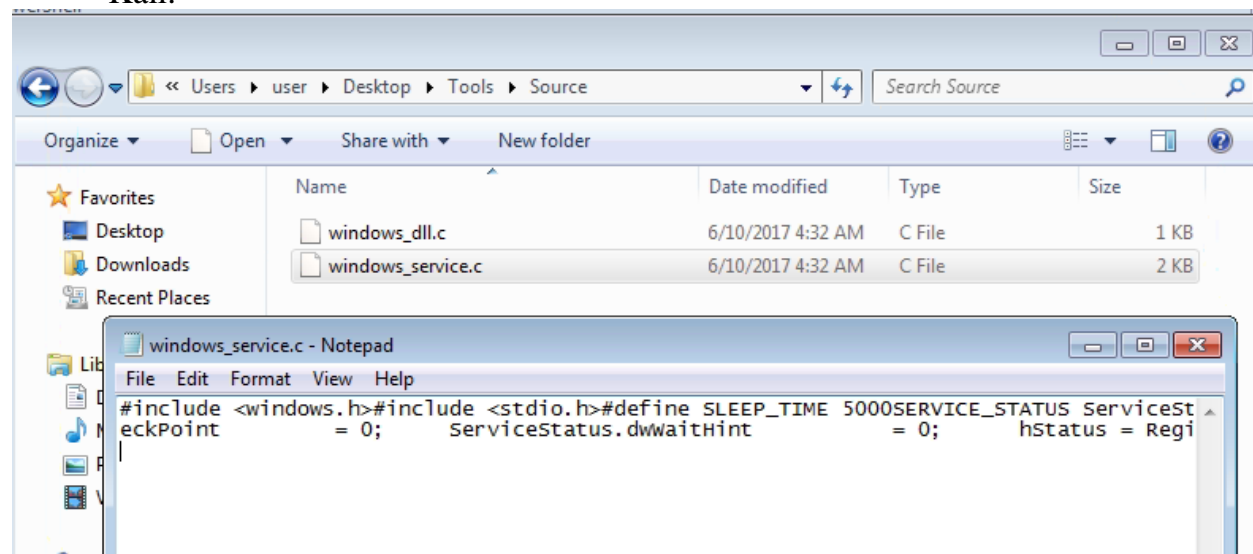 Users ▸ user ▸ Desktop ▸ Tools ▸ Source
Search Source
Organize Open Share with New folder
Name Date modified Type Size
Favorites
Desktop
Downloads
Recent Places
windows_dll.c 6/10/2017 4:32 AM C File 1 KB
windows_service.c 6/10/2017 4:32 AM C File 2 KB
Lib
windows_service.c - Notepad
File Edit Format View Help
#include <windows.h>#include <stdio.h>#define SLEEP_TIME 5000SERVICE_STATUS ServiceSt
eckPoint = 0; ServiceStatus.dwWaitHint = 0; hStatus = Regi